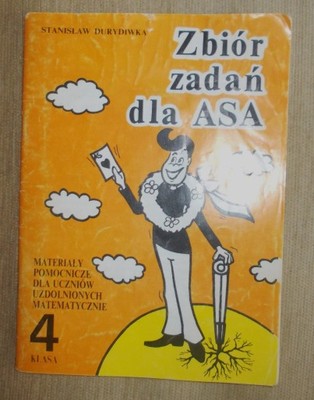 STANISŁAW DURYDIWKA
Zbiór
zadań
dla ASA
MATERIAŁY
POMOCNICZE
DLA UCZNIÓW
UZDOLNIONYCH
MATEMATYCZNIE
4
KLASA